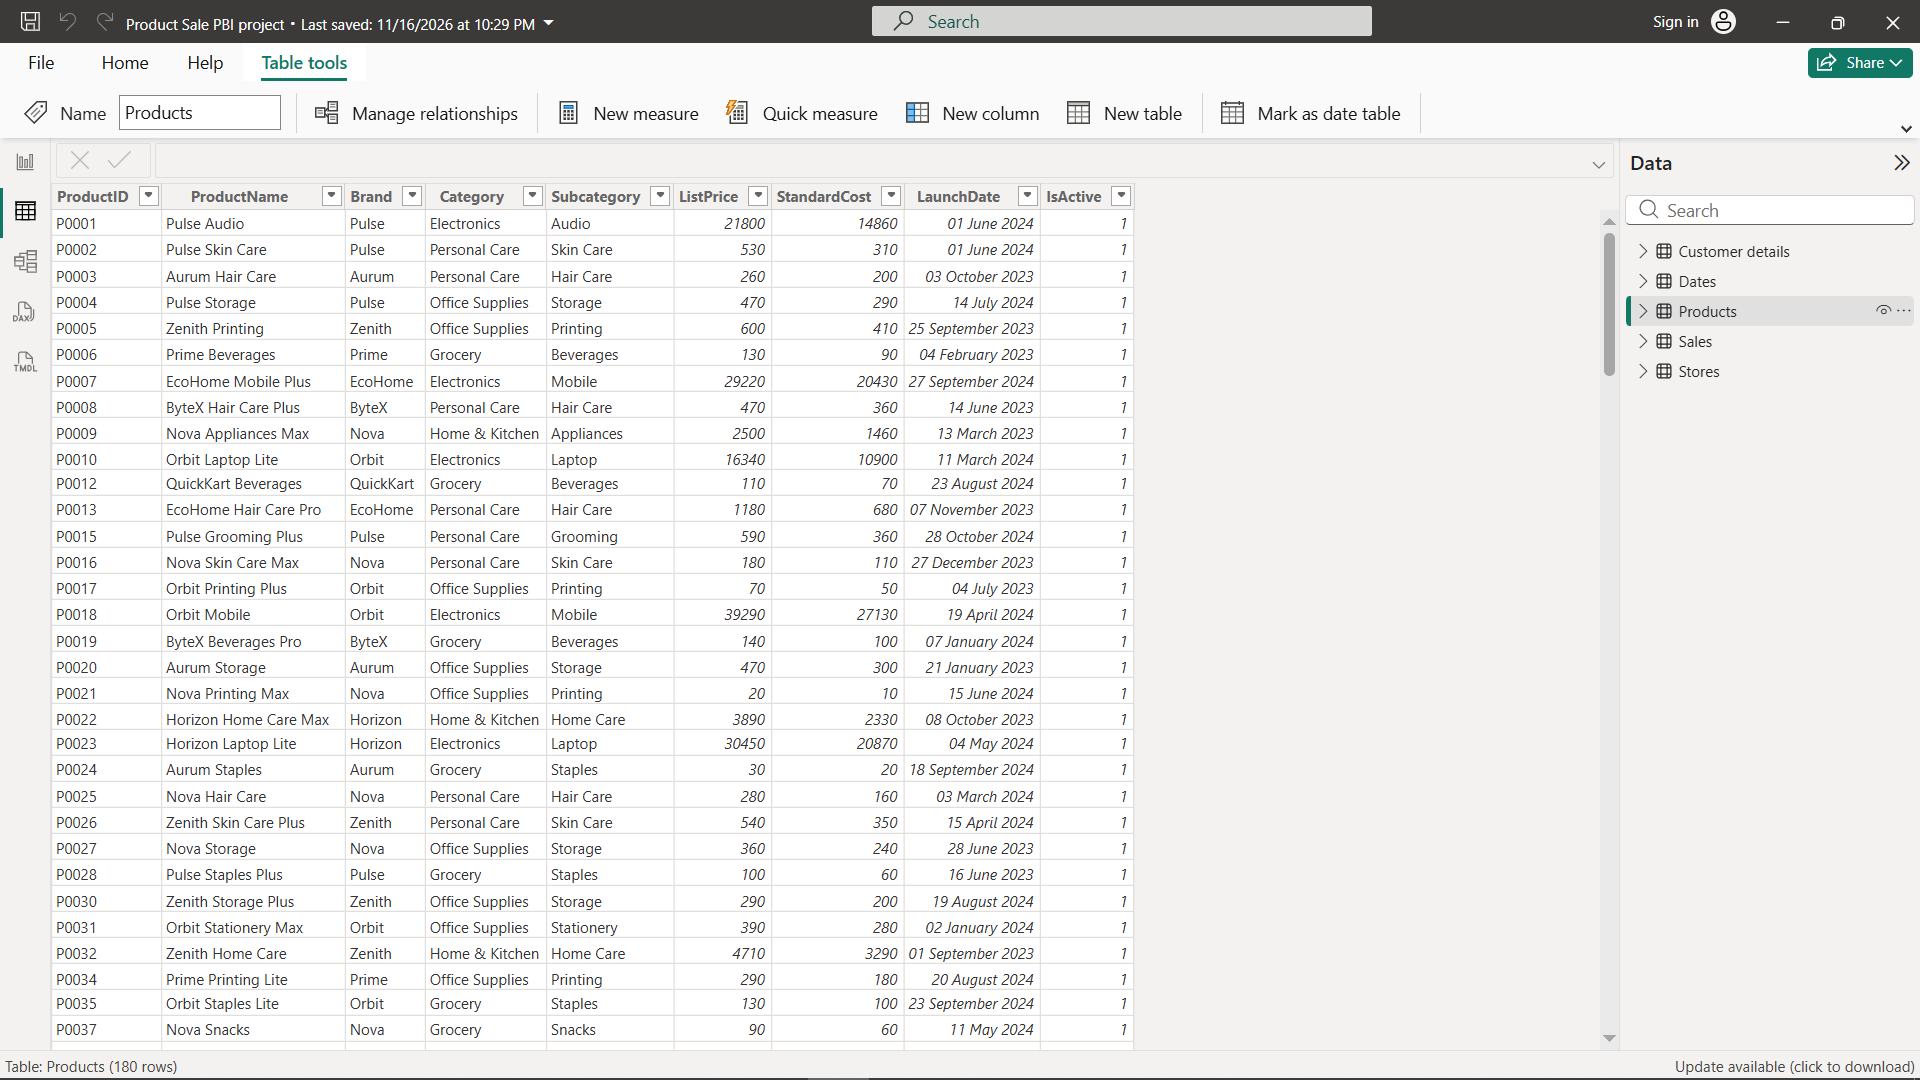 Product Sale PBI project • Last saved: 11/16/2026 at 10:29 PM
Search
Sign in
File Home Help Table tools
Share
Name Products Manage relationships New measure Quick measure New column New table Mark as date table
Data
Search
Customer details
Dates
Products
Sales
Stores
DAX
TMDL
ProductID ProductName Brand Category Subcategory ListPrice StandardCost LaunchDate IsActive
P0001 Pulse Audio Pulse Electronics Audio 21800 14860 01 June 2024 1
P0002 Pulse Skin Care Pulse Personal Care Skin Care 530 310 01 June 2024 1
P0003 Aurum Hair Care Aurum Personal Care Hair Care 260 200 03 October 2023 1
P0004 Pulse Storage Pulse Office Supplies Storage 470 290 14 July 2024 1
P0005 Zenith Printing Zenith Office Supplies Printing 600 410 25 September 2023 1
P0006 Prime Beverages Prime Grocery Beverages 130 90 04 February 2023 1
P0007 EcoHome Mobile Plus EcoHome Electronics Mobile 29220 20430 27 September 2024 1
P0008 ByteX Hair Care Plus ByteX Personal Care Hair Care 470 360 14 June 2023 1
P0009 Nova Appliances Max Nova Home & Kitchen Appliances 2500 1460 13 March 2023 1
P0010 Orbit Laptop Lite Orbit Electronics Laptop 16340 10900 11 March 2024 1
P0012 QuickKart Beverages QuickKart Grocery Beverages 110 70 23 August 2024 1
P0013 EcoHome Hair Care Pro EcoHome Personal Care Hair Care 1180 680 07 November 2023 1
P0015 Pulse Grooming Plus Pulse Personal Care Grooming 590 360 28 October 2024 1
P0016 Nova Skin Care Max Nova Personal Care Skin Care 180 110 27 December 2023 1
P0017 Orbit Printing Plus Orbit Office Supplies Printing 70 50 04 July 2023 1
P0018 Orbit Mobile Orbit Electronics Mobile 39290 27130 19 April 2024 1
P0019 ByteX Beverages Pro ByteX Grocery Beverages 140 100 07 January 2024 1
P0020 Aurum Storage Aurum Office Supplies Storage 470 300 21 January 2023 1
P0021 Nova Printing Max Nova Office Supplies Printing 20 10 15 June 2024 1
P0022 Horizon Home Care Max Horizon Home & Kitchen Home Care 3890 2330 08 October 2023 1
P0023 Horizon Laptop Lite Horizon Electronics Laptop 30450 20870 04 May 2024 1
P0024 Aurum Staples Aurum Grocery Staples 30 20 18 September 2024 1
P0025 Nova Hair Care Nova Personal Care Hair Care 280 160 03 March 2024 1
P0026 Zenith Skin Care Plus Zenith Personal Care Skin Care 540 350 15 April 2024 1
P0027 Nova Storage Nova Office Supplies Storage 360 240 28 June 2023 1
P0028 Pulse Staples Plus Pulse Grocery Staples 100 60 16 June 2023 1
P0030 Zenith Storage Plus Zenith Office Supplies Storage 290 200 19 August 2024 1
P0031 Orbit Stationery Max Orbit Office Supplies Stationery 390 280 02 January 2024 1
P0032 Zenith Home Care Zenith Home & Kitchen Home Care 4710 3290 01 September 2023 1
P0034 Prime Printing Lite Prime Office Supplies Printing 290 180 20 August 2024 1
P0035 Orbit Staples Lite Orbit Grocery Staples 130 100 23 September 2024 1
P0037 Nova Snacks Nova Grocery Snacks 90 60 11 May 2024 1
Table: Products (180 rows)
Update available (click to download)